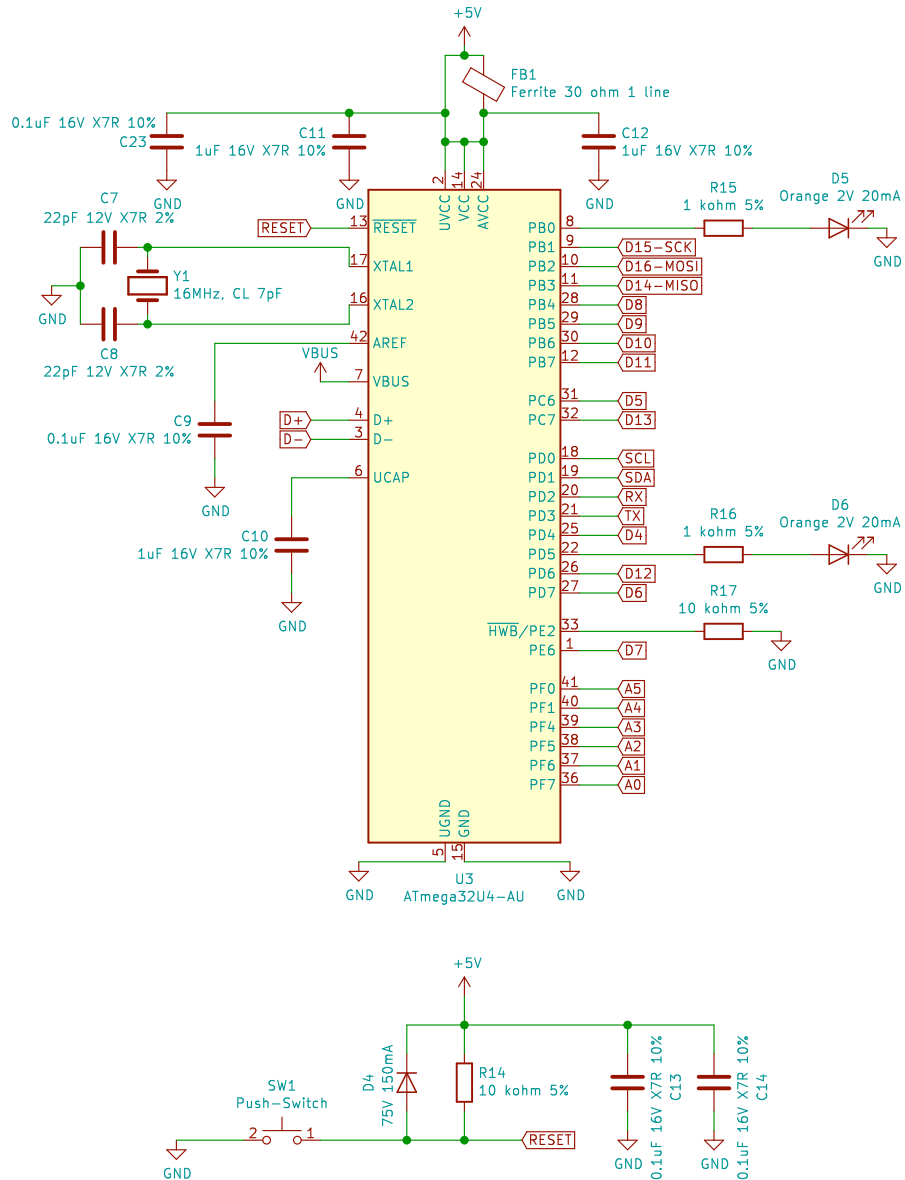 +5V
FB1
Ferrite 30 ohm 1 line
0.1uF 16V X7R 10%
C23
C11
1uF 16V X7R 10%
C12
1uF 16V X7R 10%
GND
GND
GND
2
14
24
UVCC
VCC
AVCC
C7
22pF 12V X7R 2%
RESET
13
RESET
Y1
16MHz, CL 7pF
17
XTAL1
16
XTAL2
GND
C8
22pF 12V X7R 2%
42
AREF
VBUS
7
VBUS
C9
0.1uF 16V X7R 10%
GND
D+
4
D+
D-
3
D-
6
UCAP
C10
1uF 16V X7R 10%
GND
R15
1 kohm 5%
D5
Orange 2V 20mA
GND
PB0
8
PB1
9
D15-SCK
PB2
10
D16-MOSI
PB3
11
D14-MISO
PB4
28
D8
PB5
29
D9
PB6
30
D10
PB7
12
D11
PC6
31
D5
PC7
32
D13
PD0
18
SCL
PD1
19
SDA
PD2
20
RX
PD3
21
TX
PD4
25
D4
PD5
22
R16
1 kohm 5%
D6
Orange 2V 20mA
GND
PD6
26
D12
PD7
27
D6
R17
10 kohm 5%
HWB/PE2
33
GND
PE6
1
D7
PF0
41
A5
PF1
40
A4
PF4
39
A3
PF5
38
A2
PF6
37
A1
PF7
36
A0
UGND
GND
5
15
GND
GND
U3
ATmega32U4-AU
+5V
D4
75V 150mA
R14
10 kohm 5%
0.1uF 16V X7R 10%
C13
0.1uF 16V X7R 10%
C14
SW1
Push-Switch
2
1
RESET
GND
GND
GND